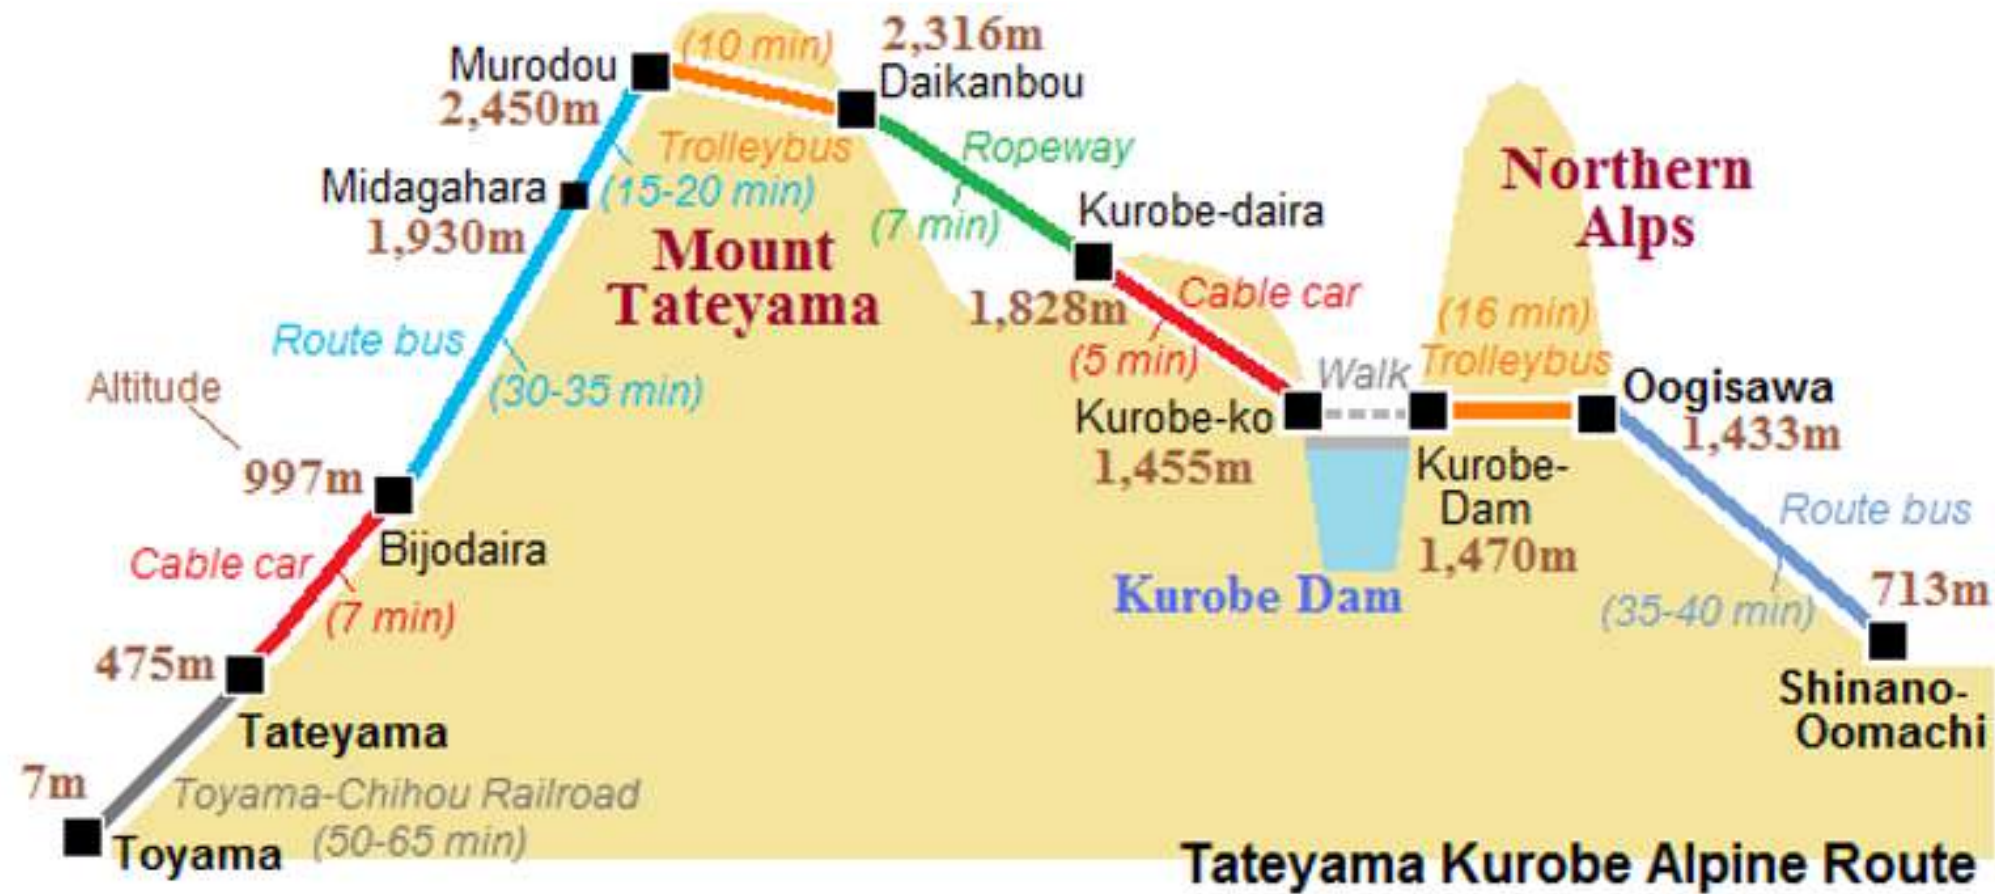 (10 min)
2,316m
Daikanbou
Murodou
2,450m
Trolleybus
Ropeway
Midagahara
1,930m
(15-20 min)
(7 min)
Kurobe-daira
1,828m
Northern
Alps
Mount
Tateyama
Cable car
(5 min)
(16 min)
Trolleybus
Walk
Route bus
(30-35 min)
Altitude
997m
Bijodaira
Kurobe-ko
1,455m
Oogisawa
1,433m
Kurobe-
Dam
1,470m
Kurobe Dam
Route bus
(35-40 min)
713m
Shinano-
Oomachi
Cable car
(7 min)
475m
Tateyama
7m
Toyama
Toyama-Chihou Railroad
(50-65 min)
Tateyama Kurobe Alpine Route